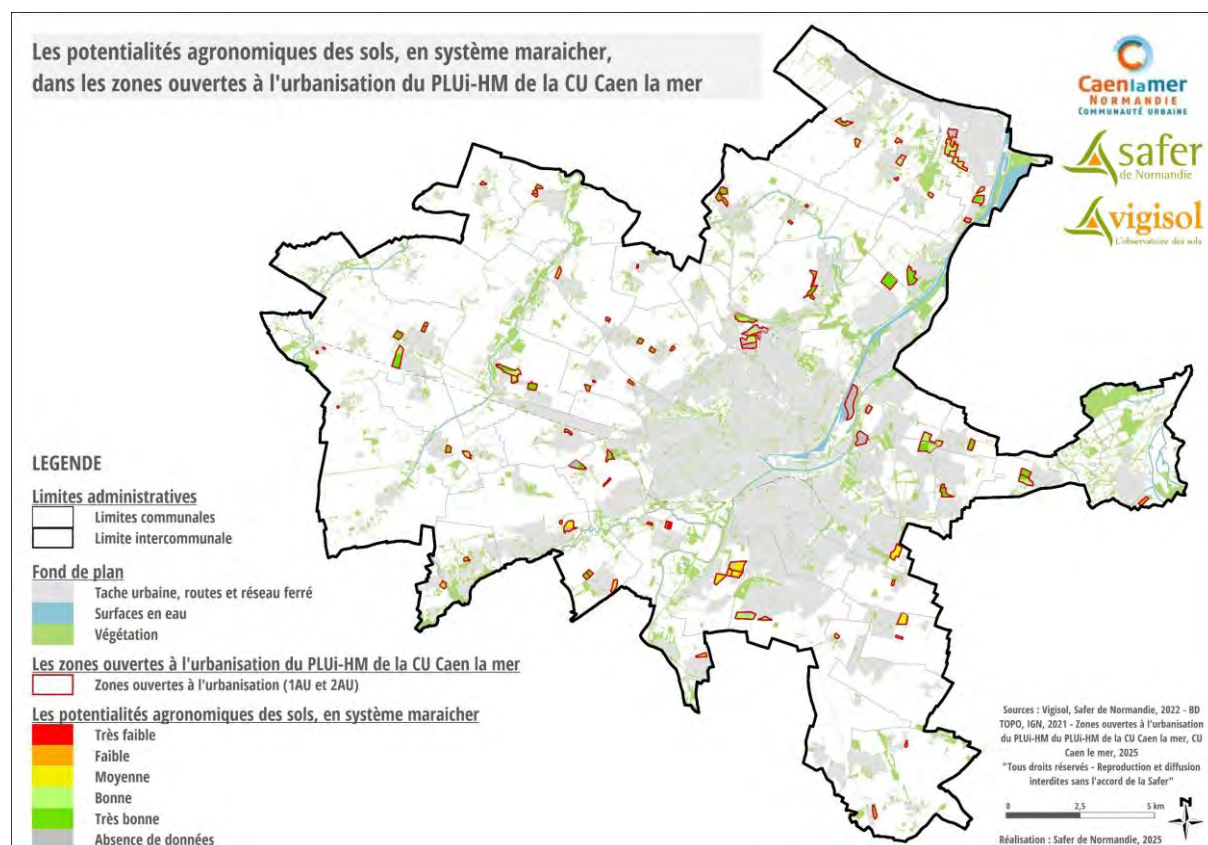 Les potentialités agronomiques des sols, en système maraicher,
dans les zones ouvertes à l'urbanisation du PLUi-HM de la CU Caen la mer
Caenlamer
NORMANDIE
COMMUNAUTÉ URBAINE
safer
de Normandie
vigisol
L'observatoire des sols
LEGENDE
Limites administratives
Limites communales
Limite intercommunale
Fond de plan
Tache urbaine, routes et réseau ferré
Surfaces en eau
Végétation
Les zones ouvertes à l'urbanisation du PLUi-HM de la CU Caen la mer
Zones ouvertes à l'urbanisation (1AU et 2AU)
Les potentialités agronomiques des sols, en système maraicher
Très faible
Faible
Moyenne
Bonne
Très bonne
Absence de données
Sources : Vigisol, Safer de Normandie, 2022 - BD
TOPO, IGN, 2021 - Zones ouvertes à l'urbanisation
du PLUi-HM du PLUi-HM de la CU Caen la mer, CU
Caen le mer, 2025
"Tous droits réservés - Reproduction et diffusion
interdites sans l'accord de la Safer"
0 2,5 5 km
N
Réalisation : Safer de Normandie, 2025